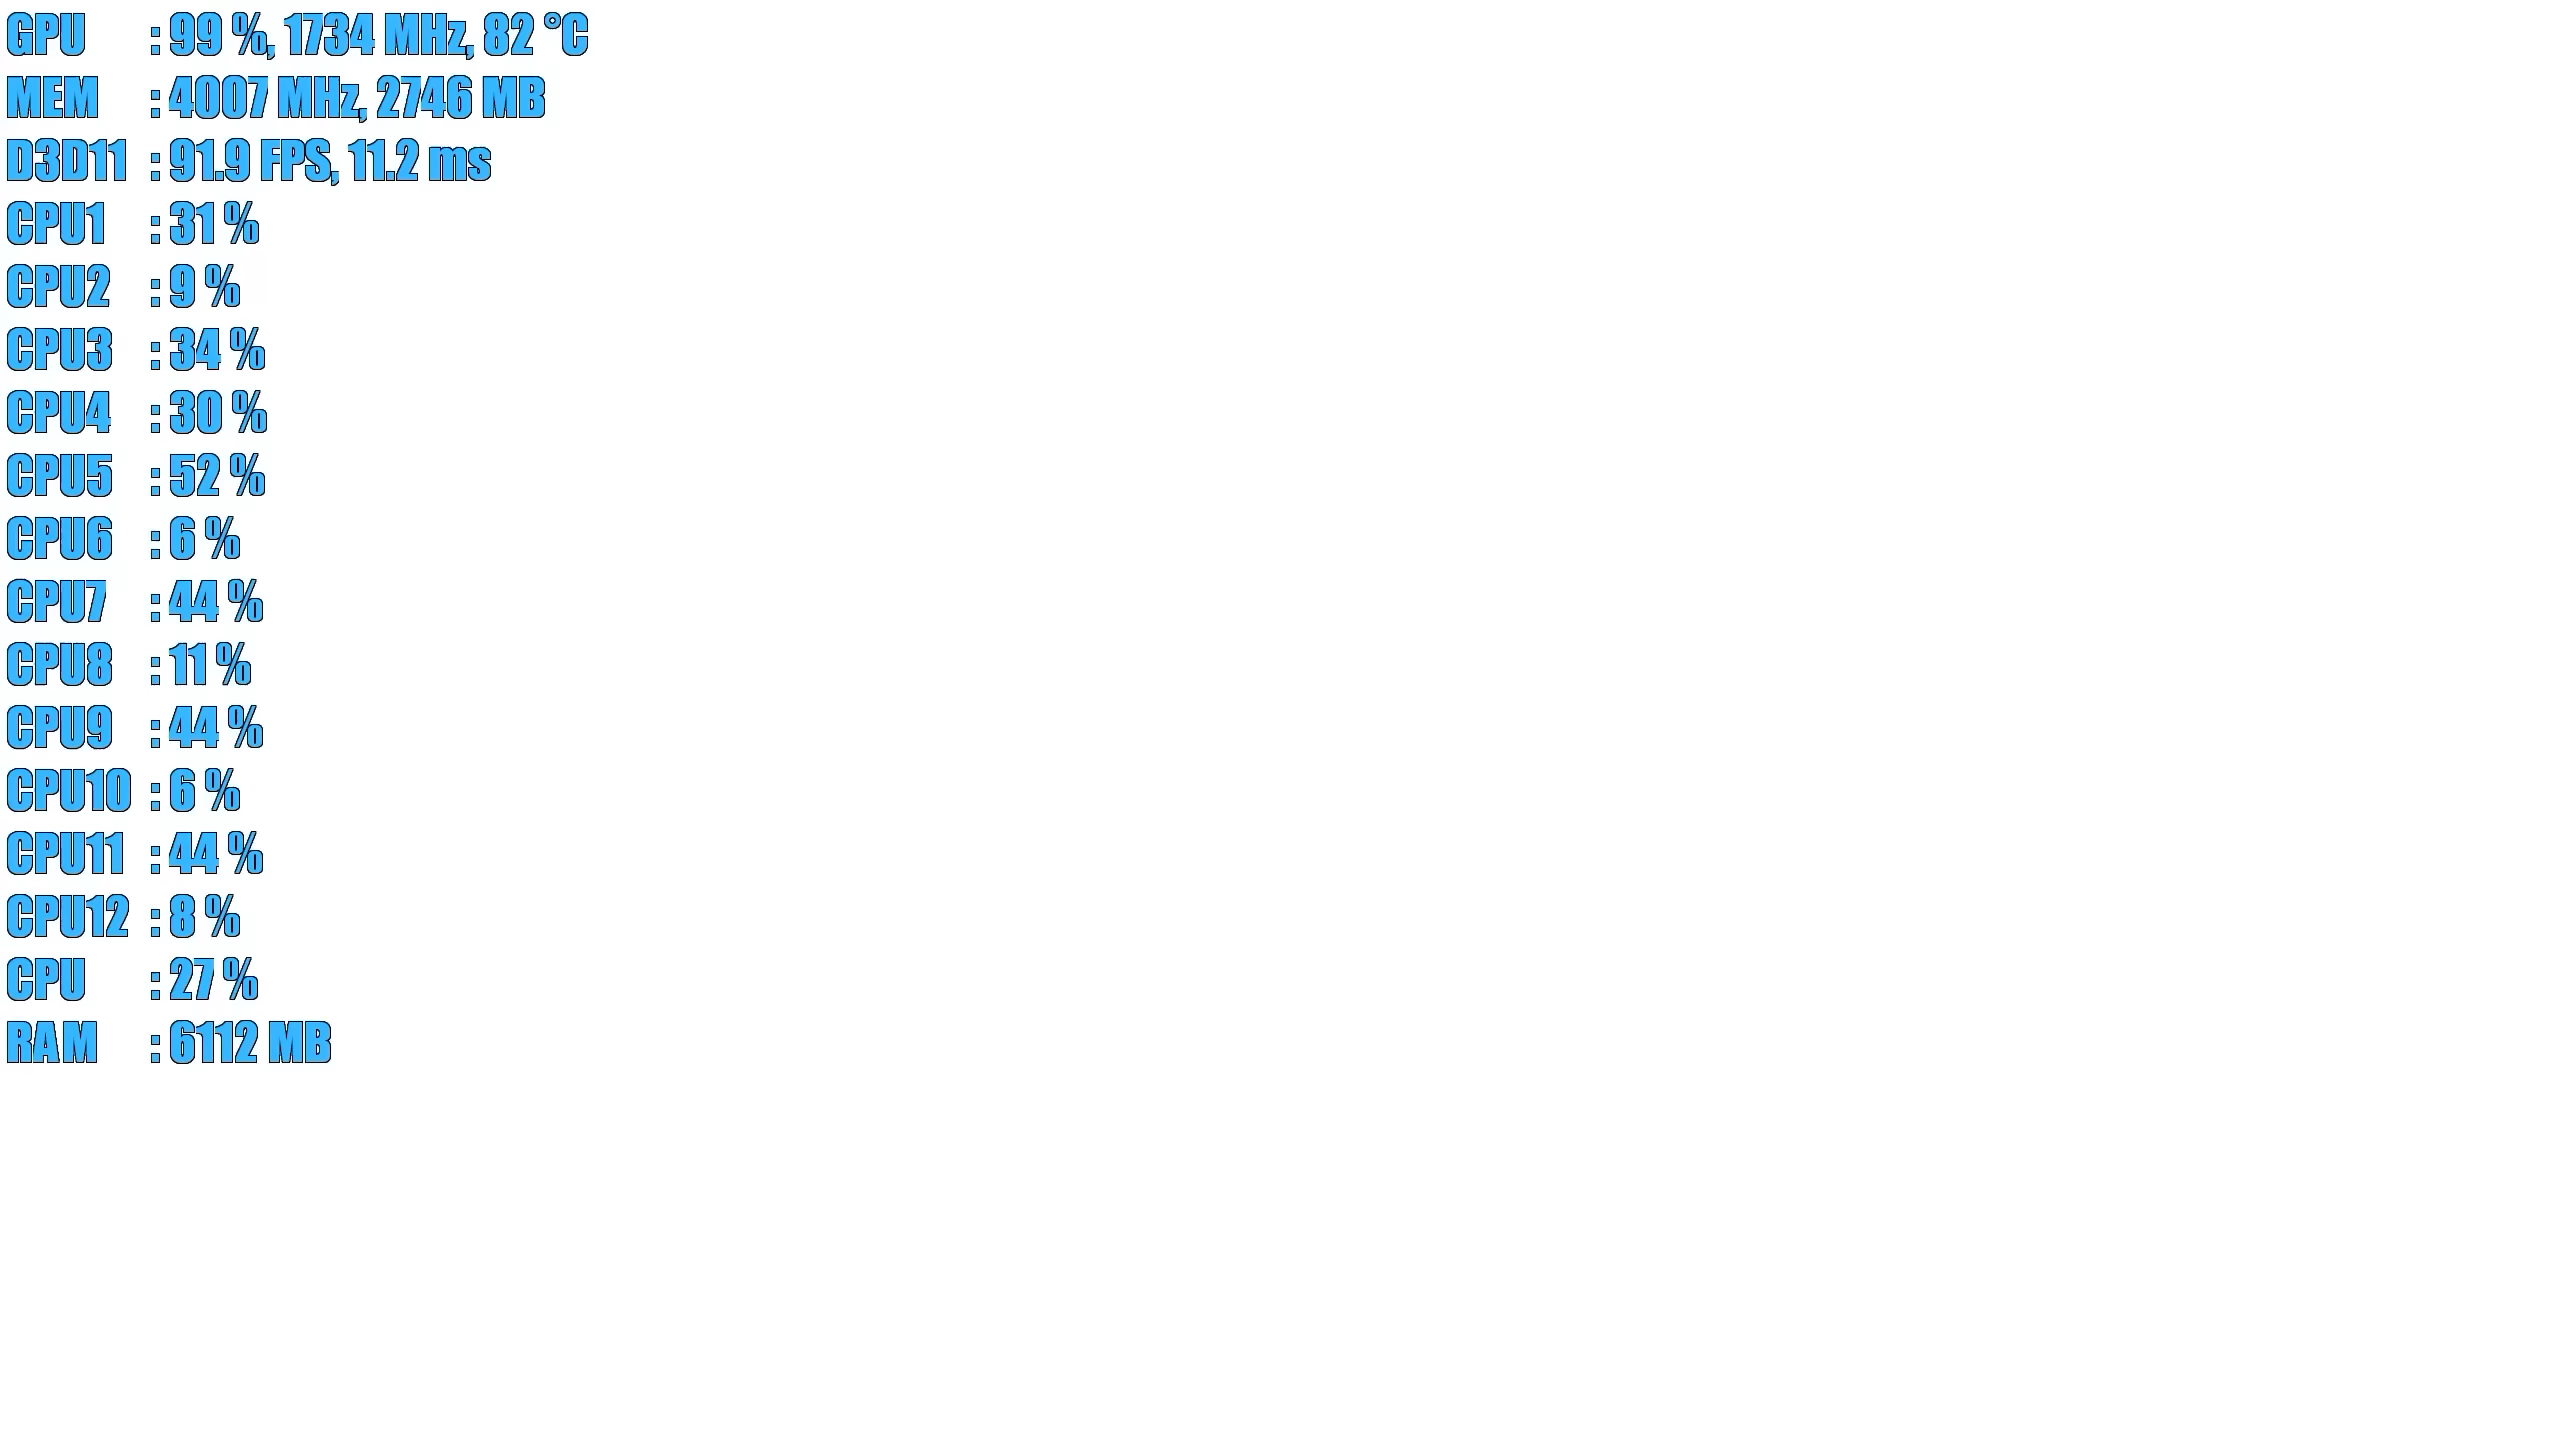 GPU : 99 %, 1734 MHz, 82 °C
MEM : 4007 MHz, 2746 MB
D3D11 : 91.9 FPS, 11.2 ms
CPU1 : 31 %
CPU2 : 9 %
CPU3 : 34 %
CPU4 : 30 %
CPU5 : 52 %
CPU6 : 6 %
CPU7 : 44 %
CPU8 : 11 %
CPU9 : 44 %
CPU10 : 6 %
CPU11 : 44 %
CPU12 : 8 %
CPU : 27 %
RAM : 6112 MB